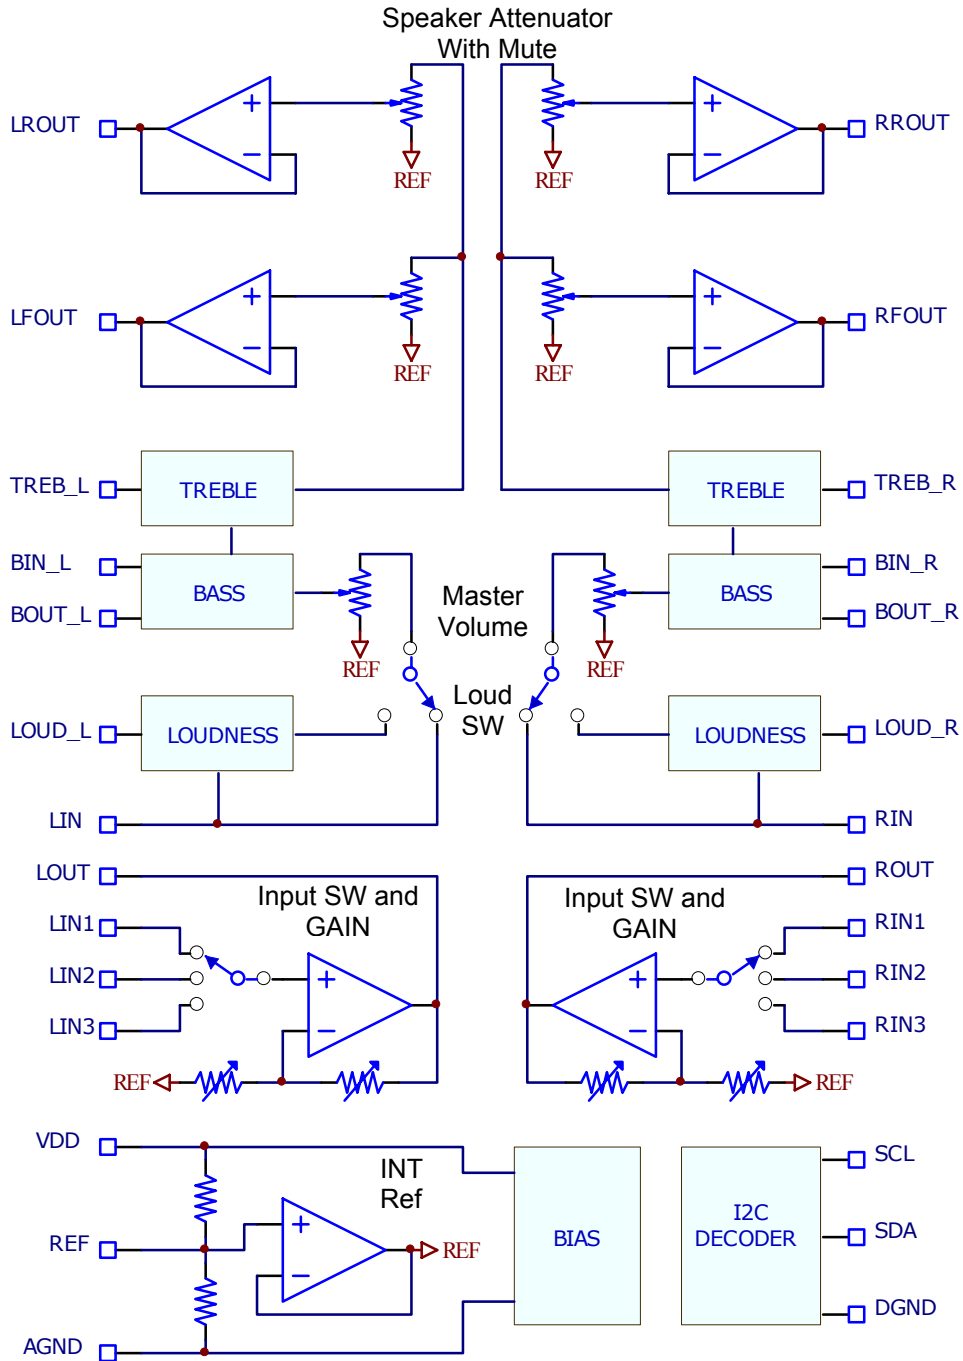 Speaker Attenuator
With Mute
LROUT
RROUT
REF
REF
LFOUT
RFOUT
REF
REF
TREB_L
TREBLE
TREBLE
TREB_R
BIN_L
BASS
BOUT_L
BASS
BIN_R
BOUT_R
Master
Volume
REF
Loud
SW
LOUD_L
LOUDNESS
LOUDNESS
LOUD_R
LIN
RIN
LOUT
ROUT
Input SW and
GAIN
Input SW and
GAIN
LIN1
LIN2
LIN3
RIN1
RIN2
RIN3
REF
REF
VDD
INT
Ref
REF
REF
AGND
BIAS
I2C
DECODER
SCL
SDA
DGND